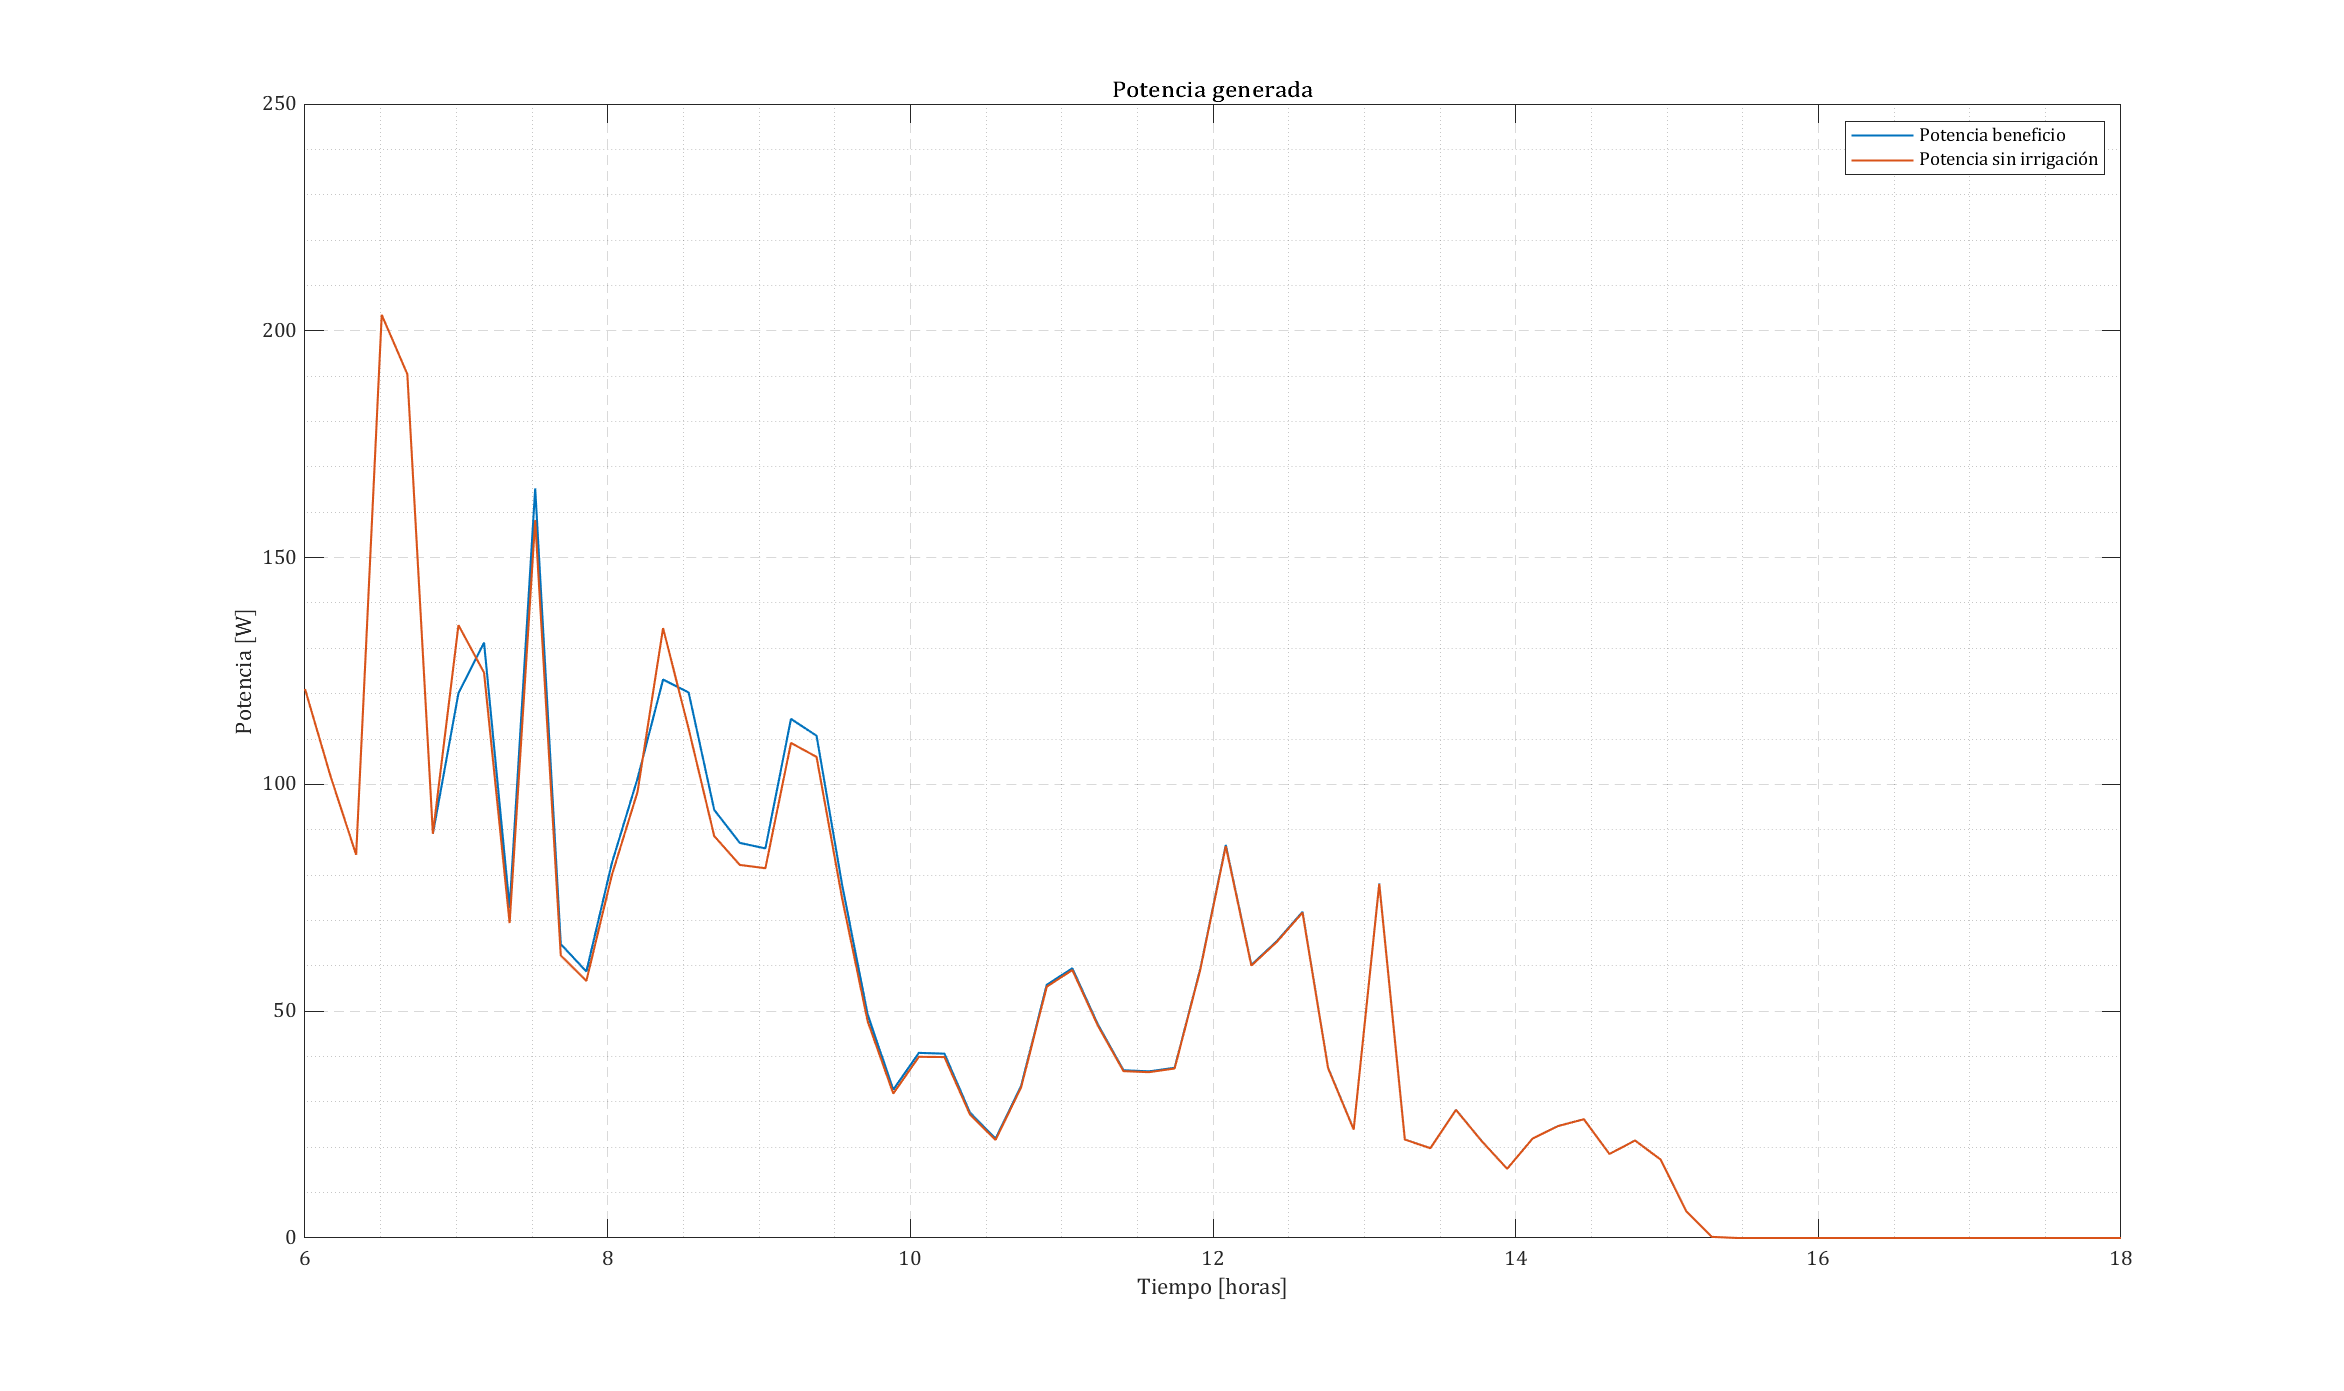 Potencia generada
250
200
150
100
50
0
Potencia [W]
Potencia beneficio
Potencia sin irrigación
6
8
10
12
14
16
18
Tiempo [horas]